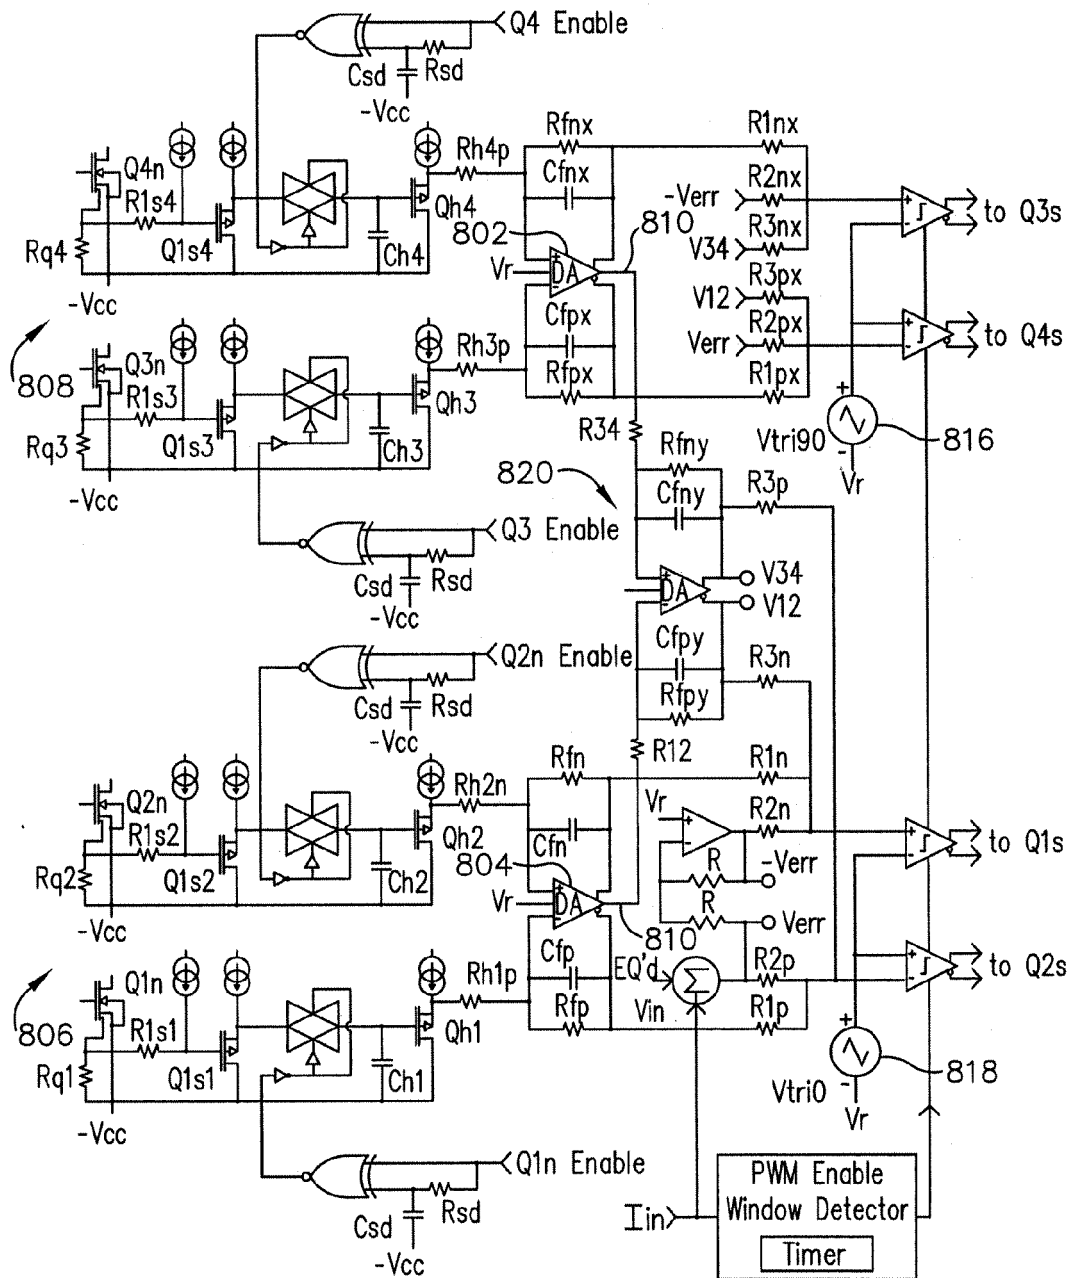 Q4 Enable
Csd
Rsd
-Vcc
Q4n
R1s4
Rq4
Q1s4
-Vcc
Ch4
Qh4
Rh4p
Rfnx
Cfnx
R1nx
R2nx
-Verr
R3nx
V34
802
810
Vr
+
DA
-
R3px
V12
R2px
Verr
R1px
Cfpx
Rfpx
+
-
to Q3s
+
-
to Q4s
808
Q3n
R1s3
Rq3
Q1s3
-Vcc
Ch3
Qh3
Rh3p
R34
+
Vtri90
816
-
Vr
820
Rfny
Cfny
R3p
Q3 Enable
Csd
Rsd
-Vcc
+
DA
-
V34
V12
Q2n Enable
Csd
Rsd
-Vcc
Cfpy
Rfpy
R3n
R12
Q2n
R1s2
Rq2
Q1s2
-Vcc
Ch2
Qh2
Rh2n
Rfn
Cfn
R1n
Vr
+
-
R2n
R
-Verr
R
Verr
804
Vr
+
DA
-
810
Cfp
Rfp
EQ'd
Vin
Σ
R2p
R1p
+
-
to Q1s
+
-
to Q2s
806
Q1n
R1s1
Rq1
Q1s1
-Vcc
Ch1
Qh1
Rh1p
+
Vtri0
818
-
Vr
Q1n Enable
Csd
Rsd
-Vcc
Iin
PWM Enable
Window Detector
Timer